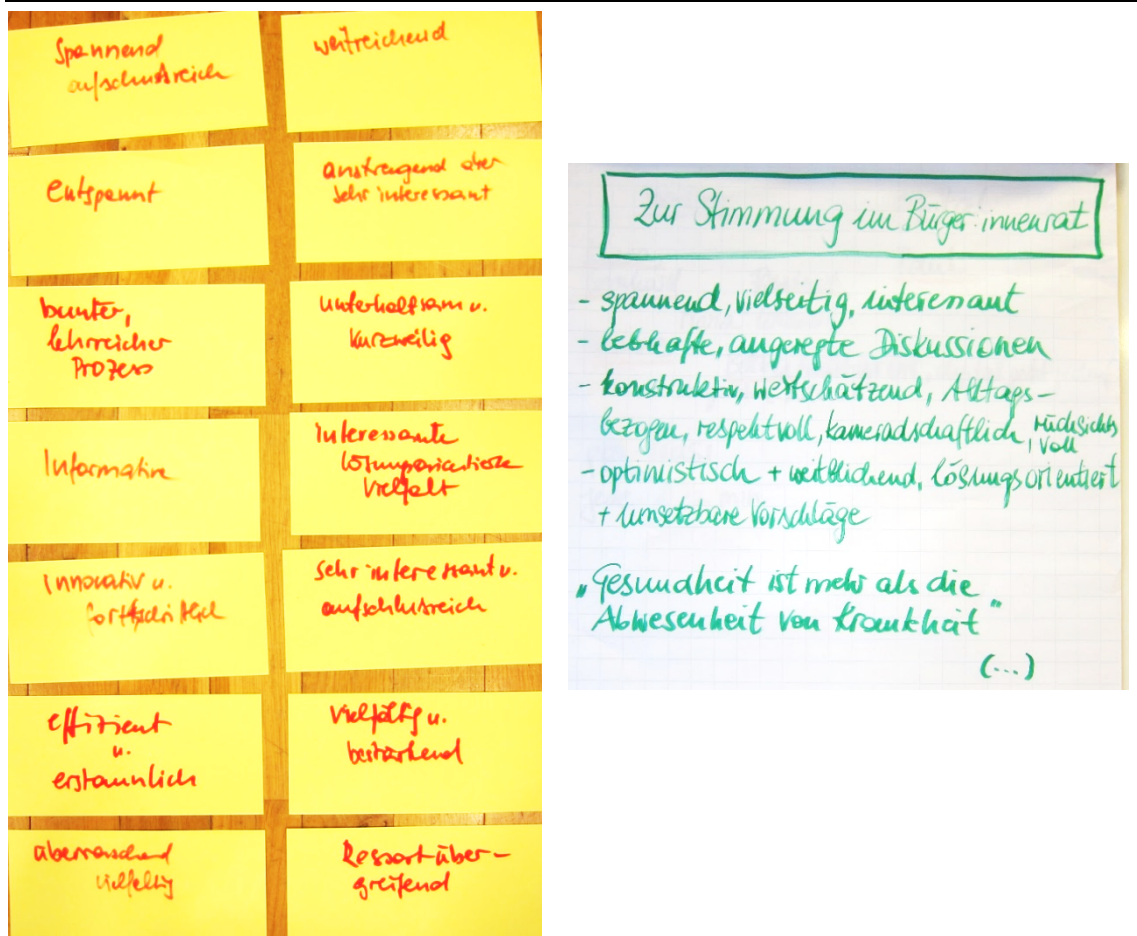 Spannend
aufschlußreich
weitreichend
entspannt
anstrengend aber
sehr interessant
bunter,
lehrreicher
Prozess
unterhaltsam u.
kurzweilig
Informativ
interessante
lösungsorientierte
Vielfalt
Innovativ u.
fortschrittlich
sehr interessant u.
aufschlussreich
effizient
u.
erstaunlich
vielfältig u.
bestärkend
überraschend
vielfeltig
Ressort über-
greifend
Zur Stimmung im Bürger:innenrat
- spannend, vielseitig, interessant
- lebhafte, angeregte Diskussionen
- konstruktiv, wertschätzend, Alltags-
bezogen, respektvoll, kameradschaftlich, rücksichts
voll
- optimistisch + weitblickend, lösungsorientiert
+ umsetzbare Vorschläge
„Gesundheit ist mehr als die
Abwesenheit von Krankheit"
(...)